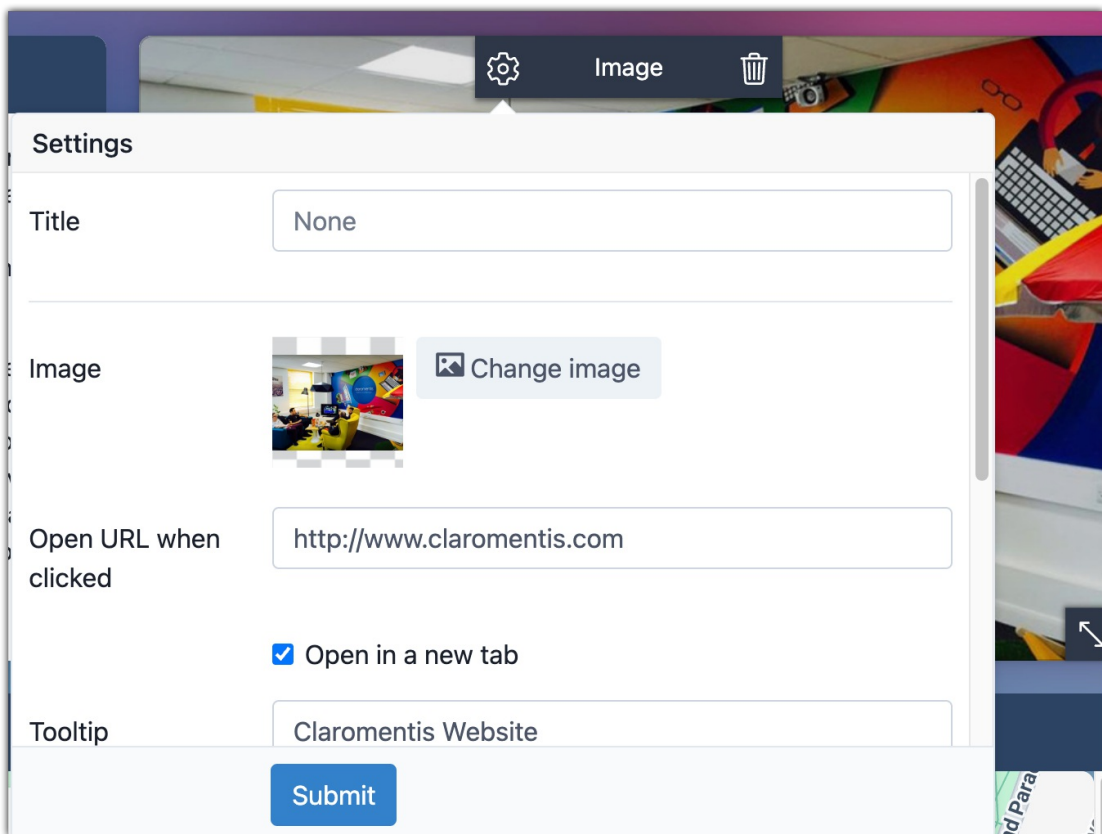 Image
Settings
Title
None
Image
Change image
Open URL when
clicked
http://www.claromentis.com
Open in a new tab
Tooltip
Claromentis Website
Submit